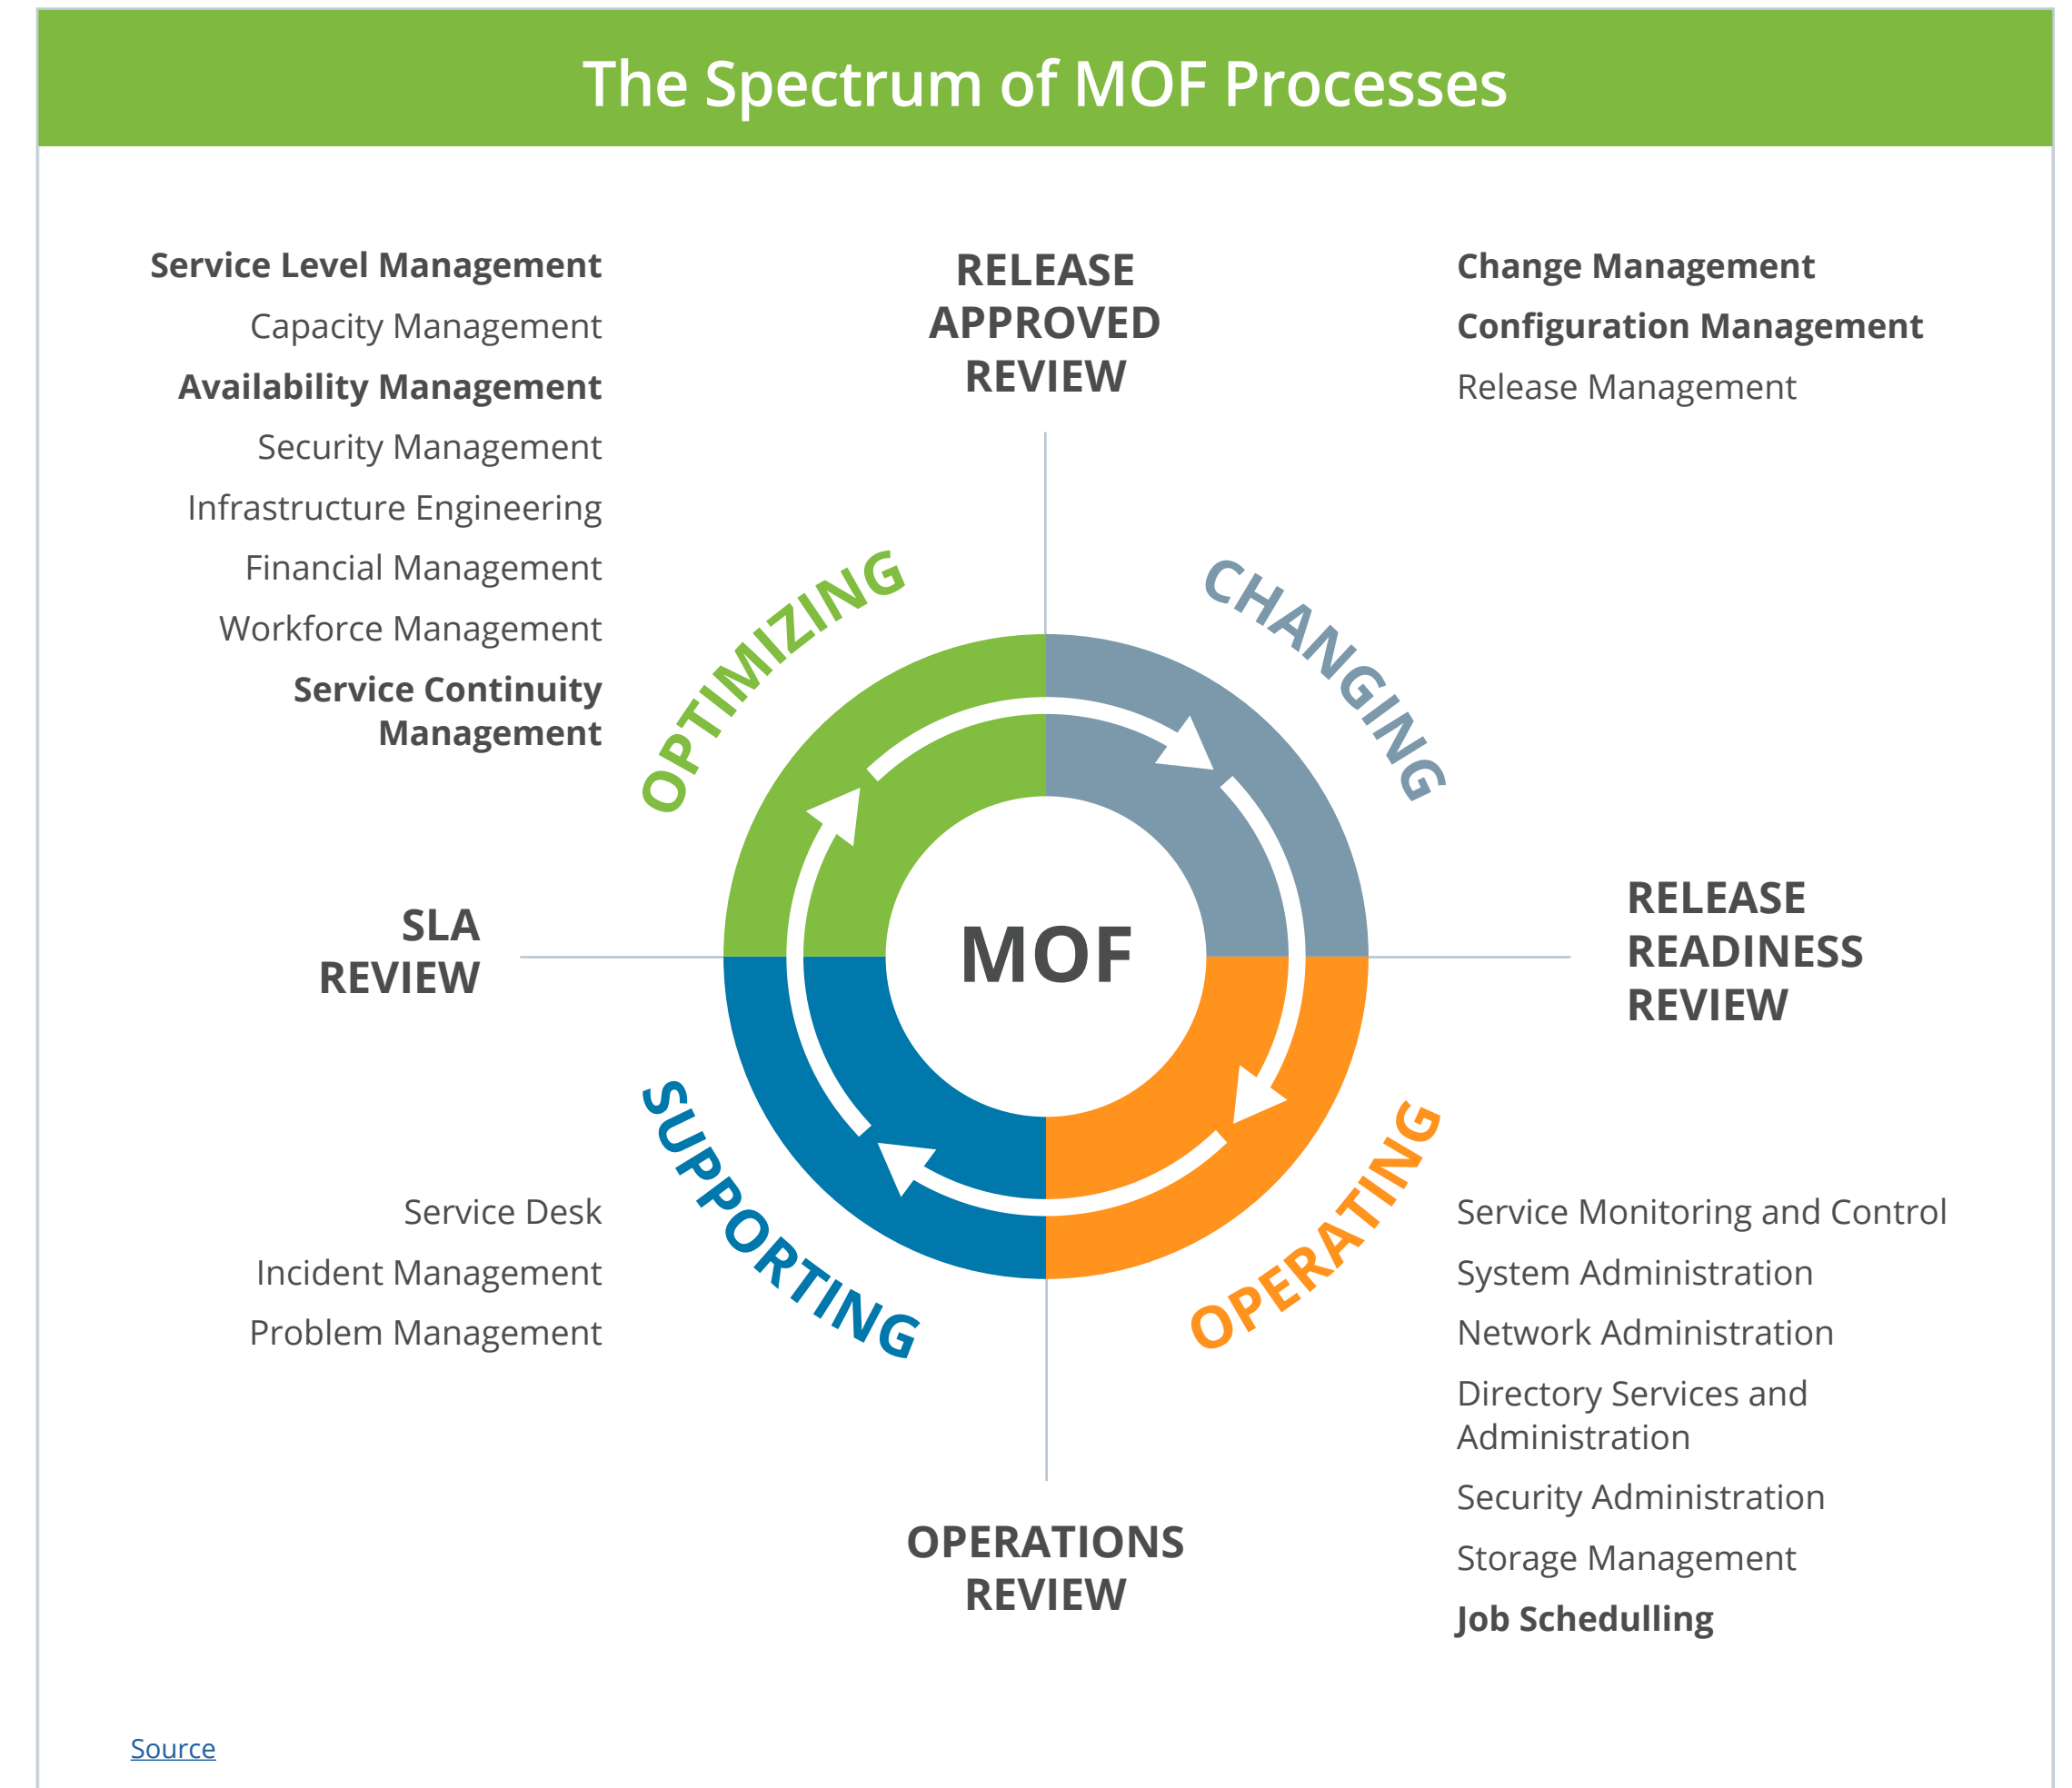 The Spectrum of MOF Processes
Service Level Management
Capacity Management
Availability Management
Security Management
Infrastructure Engineering
Financial Management
Workforce Management
Service Continuity
Management
RELEASE
APPROVED
REVIEW
Change Management
Configuration Management
Release Management
OPTIMIZING
CHANGING
SLA
REVIEW
MOF
RELEASE
READINESS
REVIEW
SUPPORTING
OPERATING
Service Desk
Incident Management
Problem Management
Service Monitoring and Control
System Administration
Network Administration
Directory Services and
Administration
Security Administration
Storage Management
Job Schedulling
OPERATIONS
REVIEW
Source